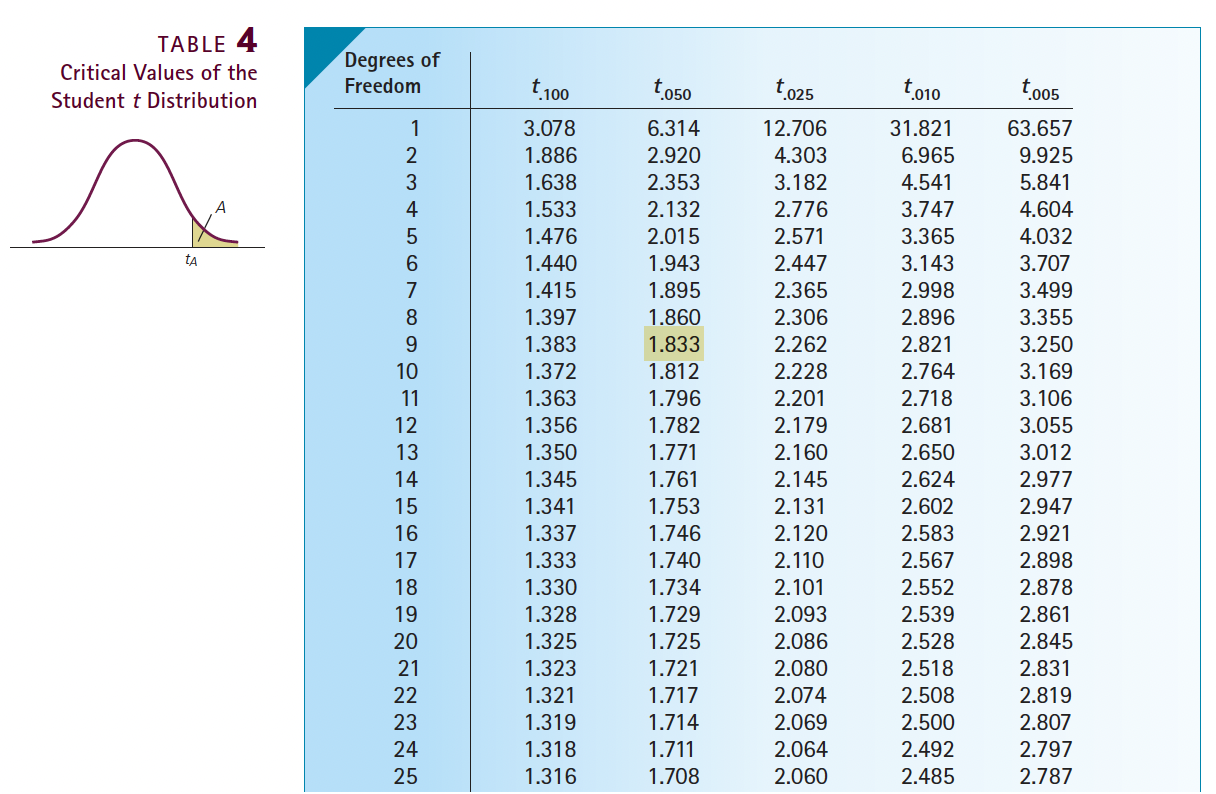 TABLE 4
Critical Values of the
Student t Distribution
A
tA
Degrees of
Freedom t.100 t.050 t.025 t.010 t.005
1 3.078 6.314 12.706 31.821 63.657
2 1.886 2.920 4.303 6.965 9.925
3 1.638 2.353 3.182 4.541 5.841
4 1.533 2.132 2.776 3.747 4.604
5 1.476 2.015 2.571 3.365 4.032
6 1.440 1.943 2.447 3.143 3.707
7 1.415 1.895 2.365 2.998 3.499
8 1.397 1.860 2.306 2.896 3.355
9 1.383 1.833 2.262 2.821 3.250
10 1.372 1.812 2.228 2.764 3.169
11 1.363 1.796 2.201 2.718 3.106
12 1.356 1.782 2.179 2.681 3.055
13 1.350 1.771 2.160 2.650 3.012
14 1.345 1.761 2.145 2.624 2.977
15 1.341 1.753 2.131 2.602 2.947
16 1.337 1.746 2.120 2.583 2.921
17 1.333 1.740 2.110 2.567 2.898
18 1.330 1.734 2.101 2.552 2.878
19 1.328 1.729 2.093 2.539 2.861
20 1.325 1.725 2.086 2.528 2.845
21 1.323 1.721 2.080 2.518 2.831
22 1.321 1.717 2.074 2.508 2.819
23 1.319 1.714 2.069 2.500 2.807
24 1.318 1.711 2.064 2.492 2.797
25 1.316 1.708 2.060 2.485 2.787